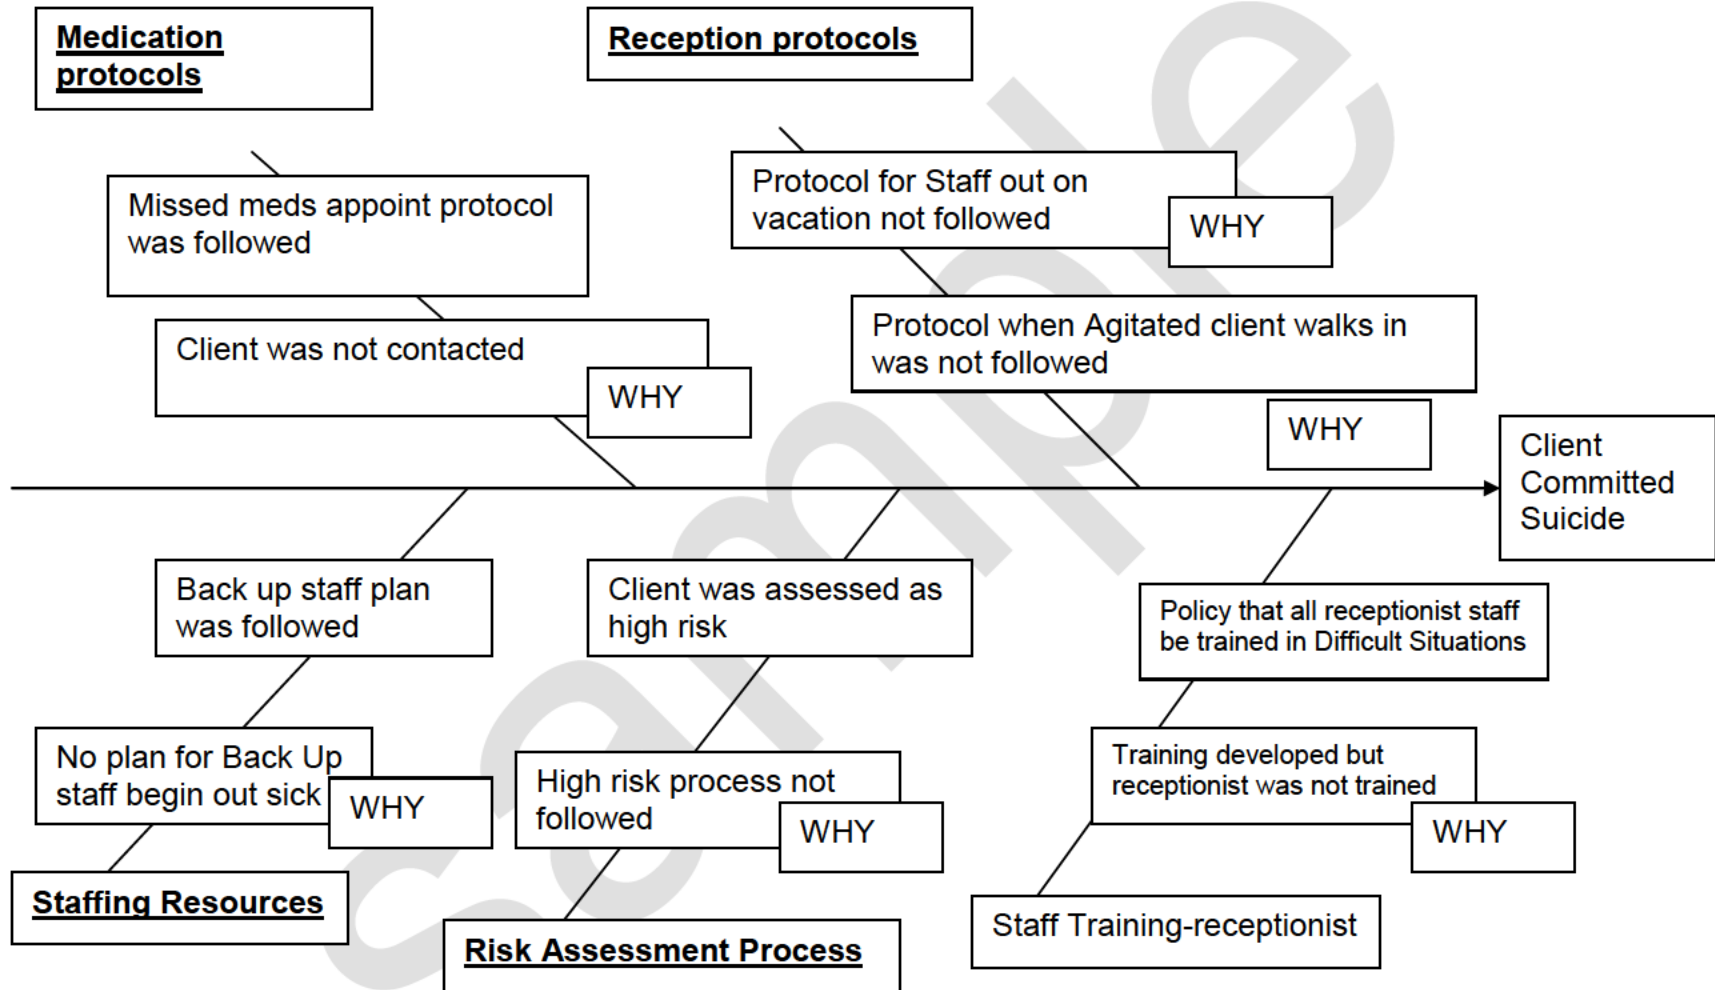 Medication
protocols
Reception protocols
Missed meds appoint protocol
was followed
Protocol for Staff out on
vacation not followed
WHY
Client was not contacted
WHY
Protocol when Agitated client walks in
was not followed
WHY
Client
Committed
Suicide
Back up staff plan
was followed
Client was assessed as
high risk
Policy that all receptionist staff
be trained in Difficult Situations
No plan for Back Up
staff begin out sick
WHY
High risk process not
followed
WHY
Training developed but
receptionist was not trained
WHY
Staffing Resources
Risk Assessment Process
Staff Training-receptionist
sample